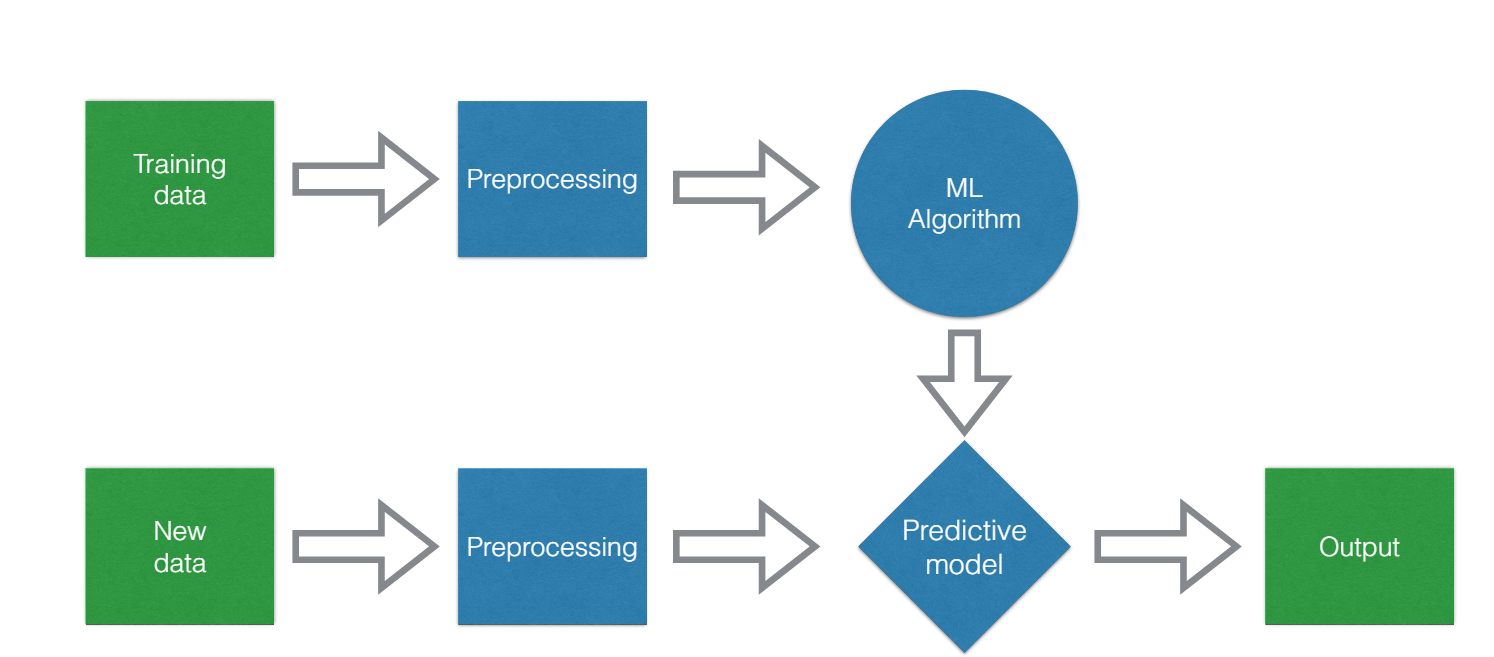 Training
data
Preprocessing
ML
Algorithm
New
data
Preprocessing
Predictive
model
Output